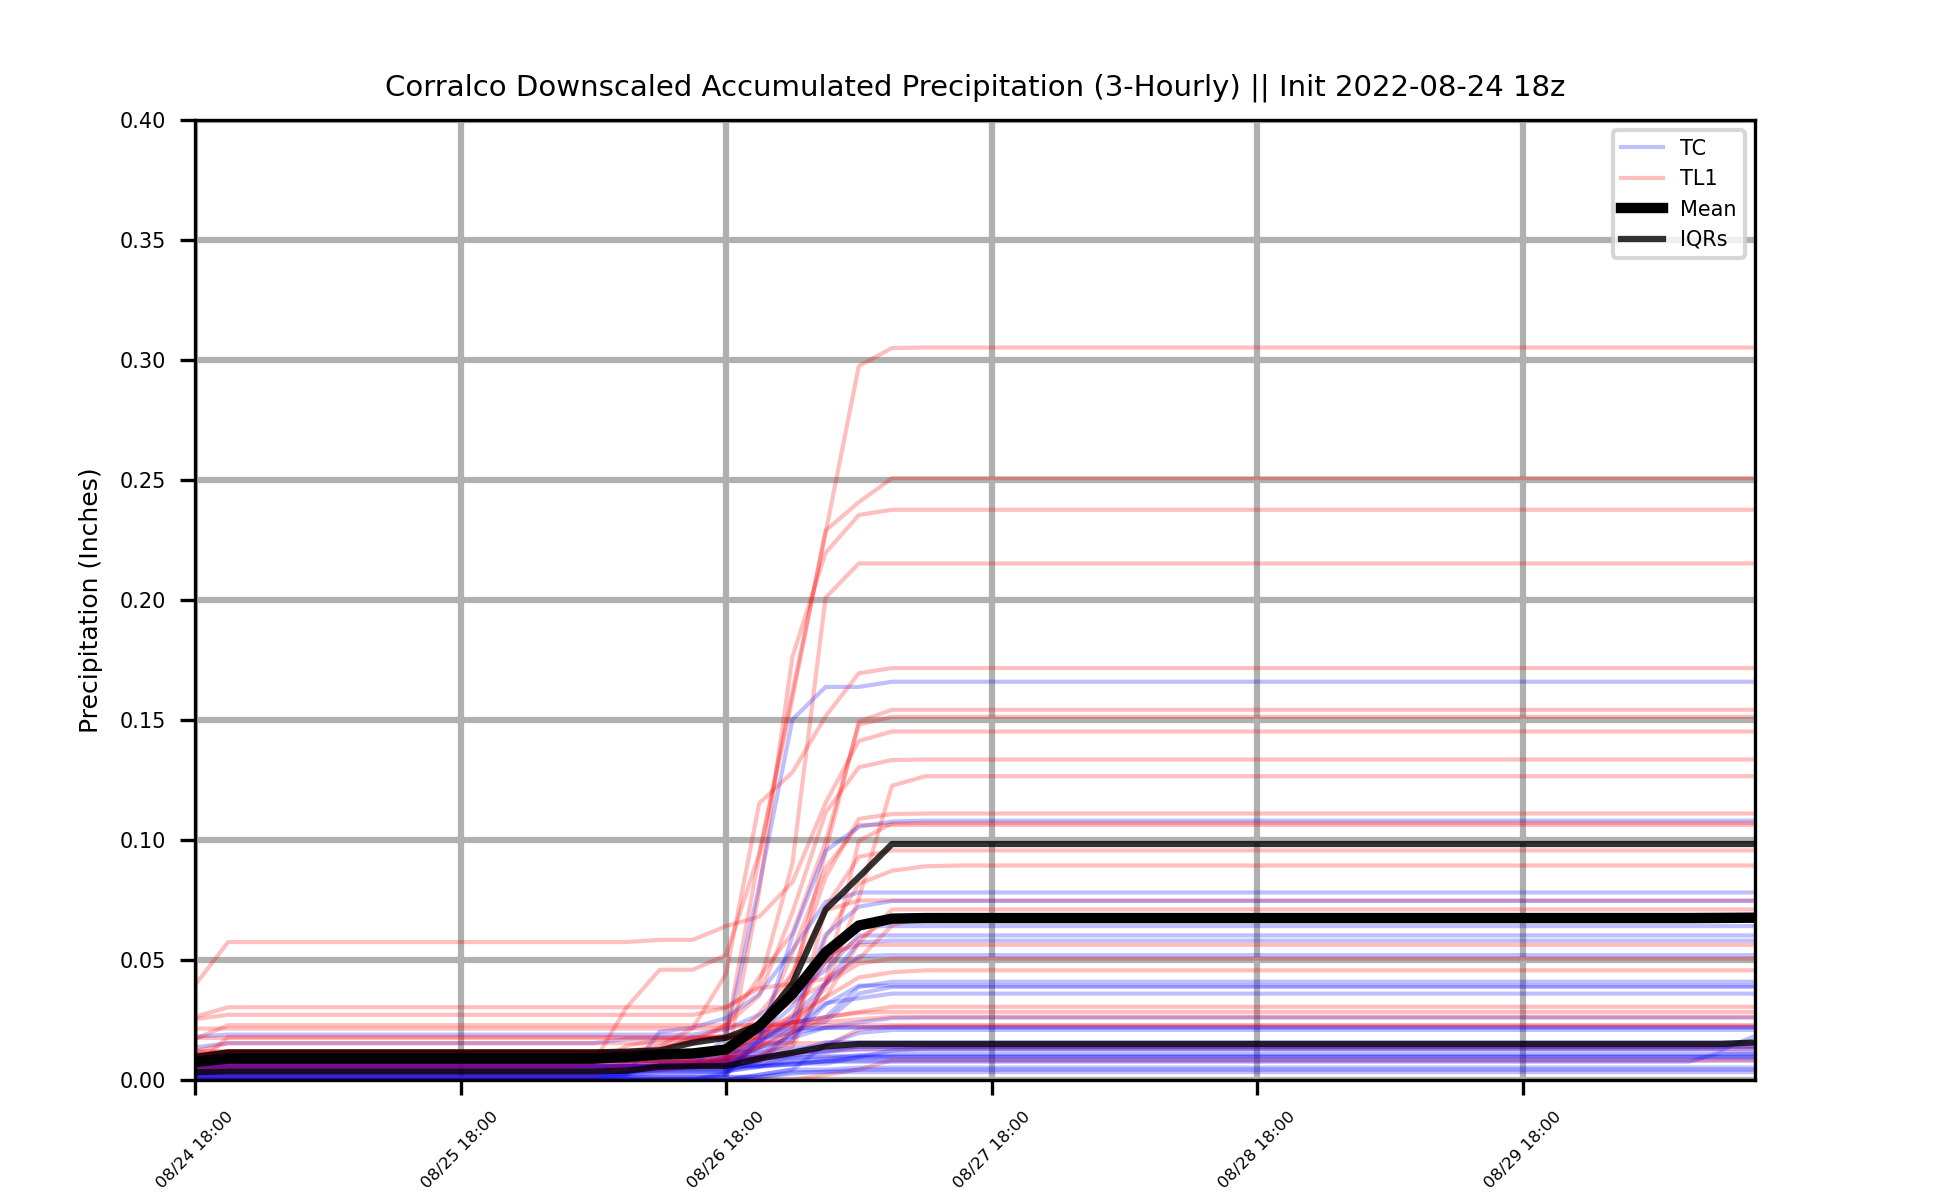 Corralco Downscaled Accumulated Precipitation (3-Hourly) || Init 2022-08-24 18z
Precipitation (Inches)
0.40
0.35
0.30
0.25
0.20
0.15
0.10
0.05
0.00
TC
TL1
Mean
IQRs
08/24 18:00
08/25 18:00
08/26 18:00
08/27 18:00
08/28 18:00
08/29 18:00